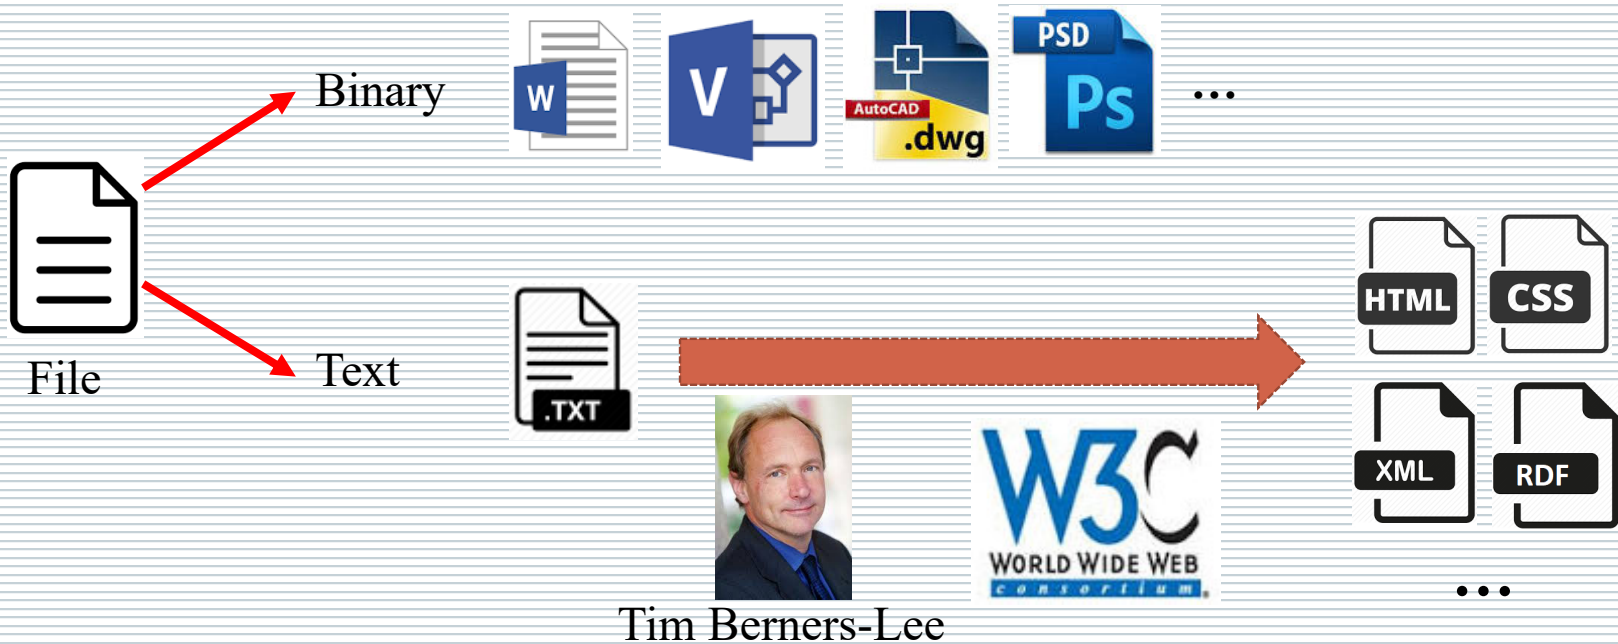 Binary
W
V
AutoCAD
.dwg
PSD
Ps
...
File
Text
.TXT
HTML
CSS
XML
RDF
W3C
WORLD WIDE WEB
consortium
®
...
Tim Berners-Lee